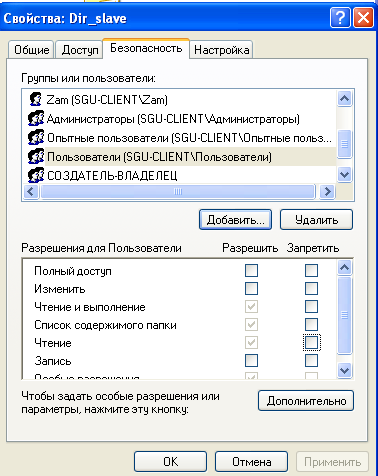 Свойства: Dir_slave
Общие Доступ Безопасность Настройка
Группы или пользователи:
Zam (SGU-CLIENT\Zam)
Администраторы (SGU-CLIENT\Администраторы)
Опытные пользователи (SGU-CLIENT\Опытные польз...
Пользователи (SGU-CLIENT\Пользователи)
СОЗДАТЕЛЬ-ВЛАДЕЛЕЦ
Добавить... Удалить
Разрешения для Пользователи Разрешить Запретить
Полный доступ
Изменить
Чтение и выполнение
Список содержимого папки
Чтение
Запись
Особые разрешения
Чтобы задать особые разрешения или
параметры, нажмите эту кнопку:
Дополнительно
OK Отмена Применить